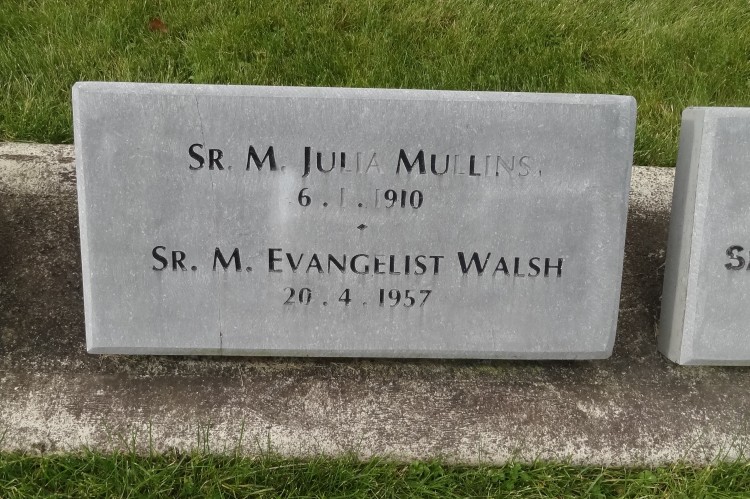 SR. M. JULIA MULLINS
6.1.1910
SR. M. EVANGELIST WALSH
20.4.1957